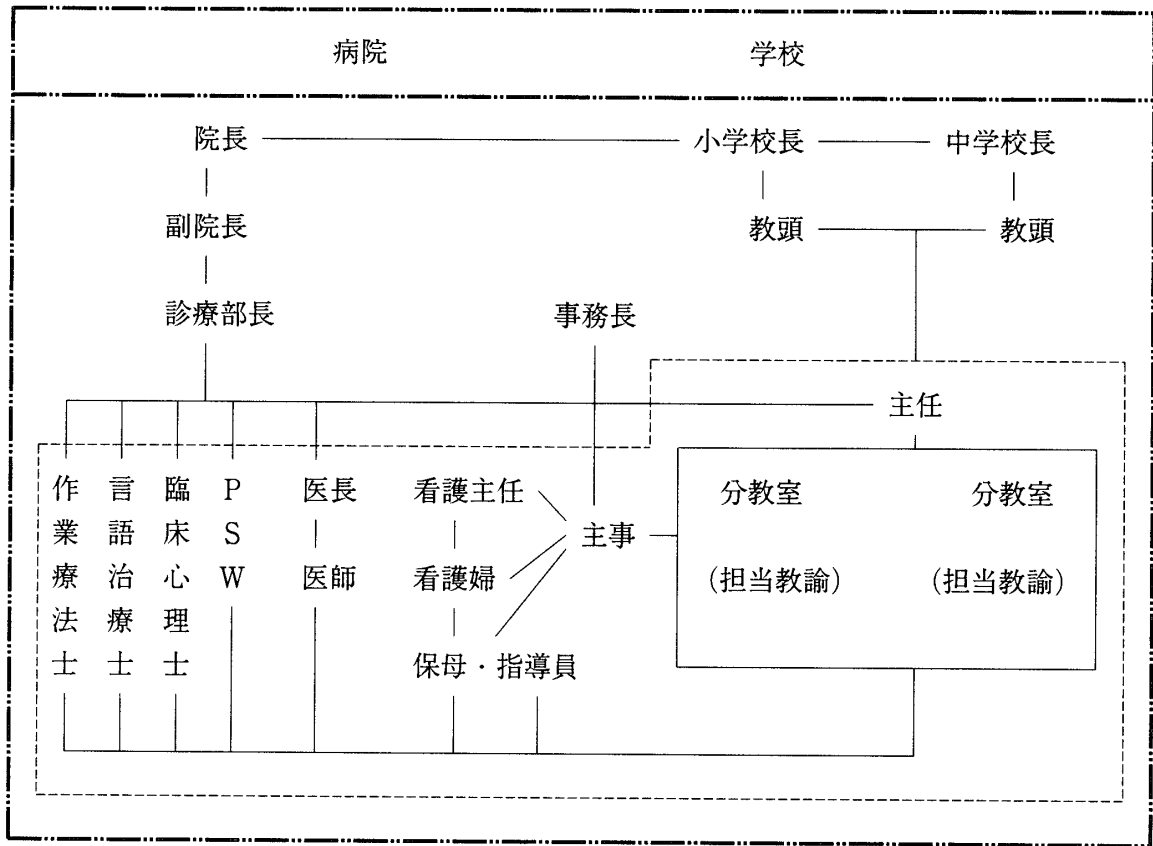 病院 学校
院長 小学校長 中学校長
副院長 教頭 教頭
診療部長 事務長
主任
作業療法士
言語治療士
臨床心理士
PSW
医長
医師
看護主任
看護婦
保母・指導員
主事
分教室 分教室
(担当教諭) (担当教諭)